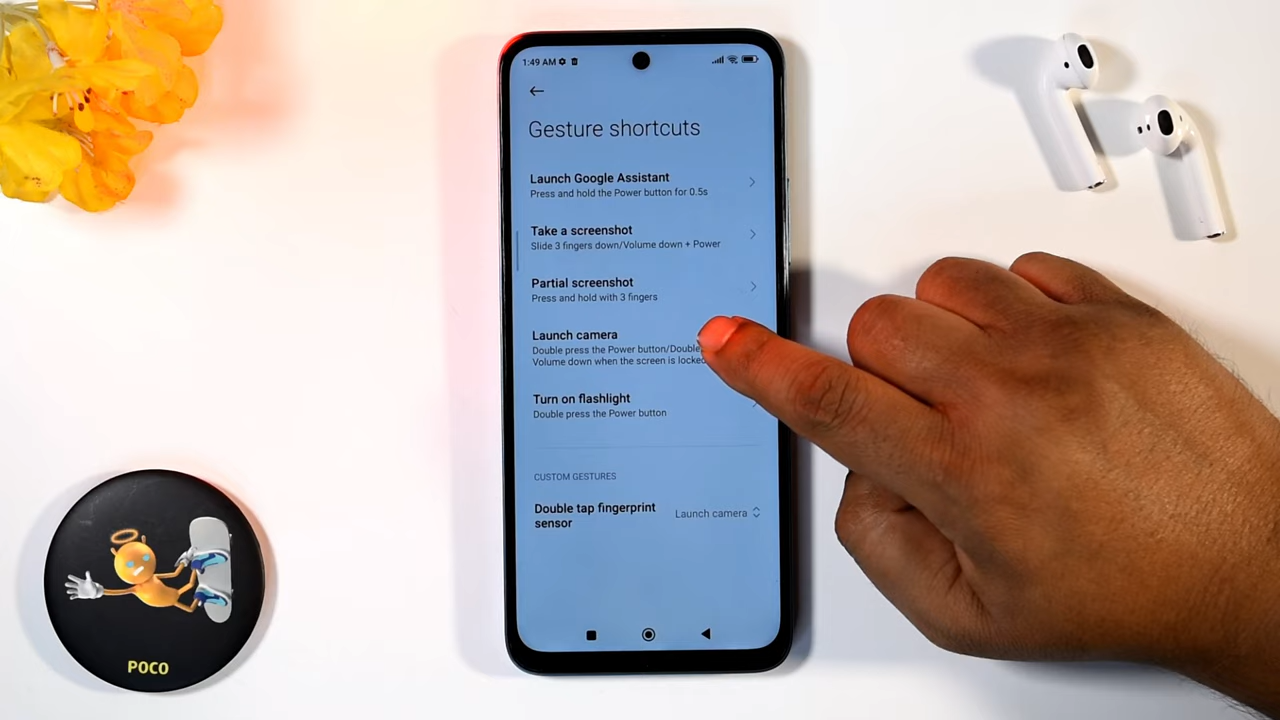 1:49 AM
Gesture shortcuts
Launch Google Assistant
Press and hold the Power button for 0.5s
Take a screenshot
Slide 3 fingers down/Volume down + Power
Partial screenshot
Press and hold with 3 fingers
Launch camera
Double press the Power button/Double
Volume down when the screen is locked
Turn on flashlight
Double press the Power button
CUSTOM GESTURES
Double tap fingerprint
sensor
Launch camera
POCO